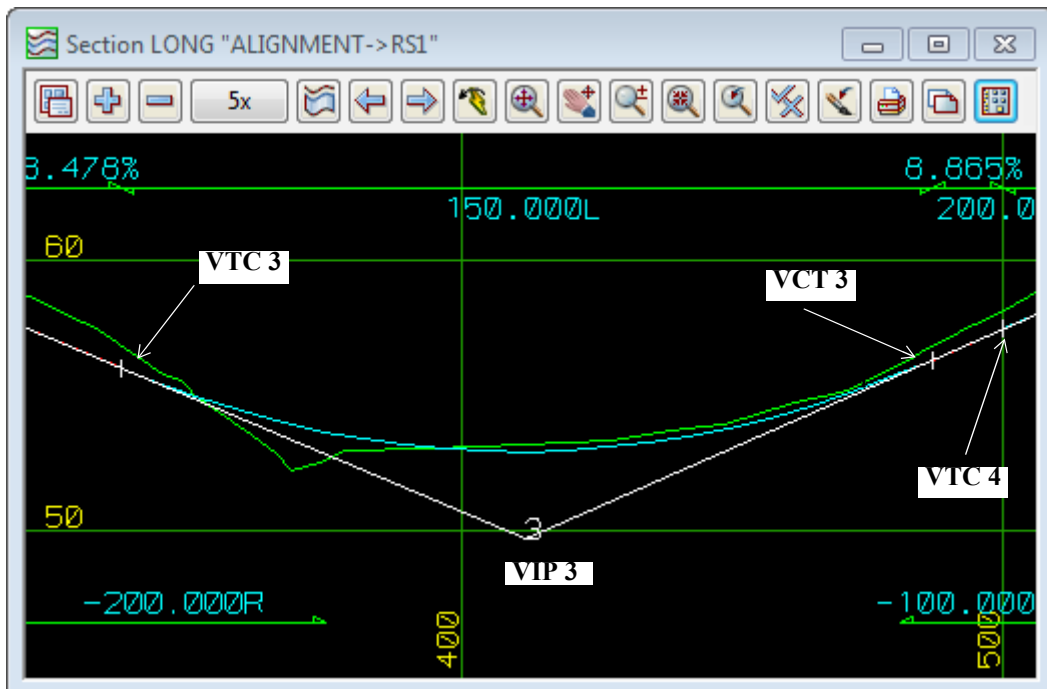 Section LONG "ALIGNMENT->RS1"
5x
8.478% 8.865%
150.000L 200.0
60
VTC 3 VCT 3
VTC 4
50
3
VIP 3
-200.000R -100.000
400 500